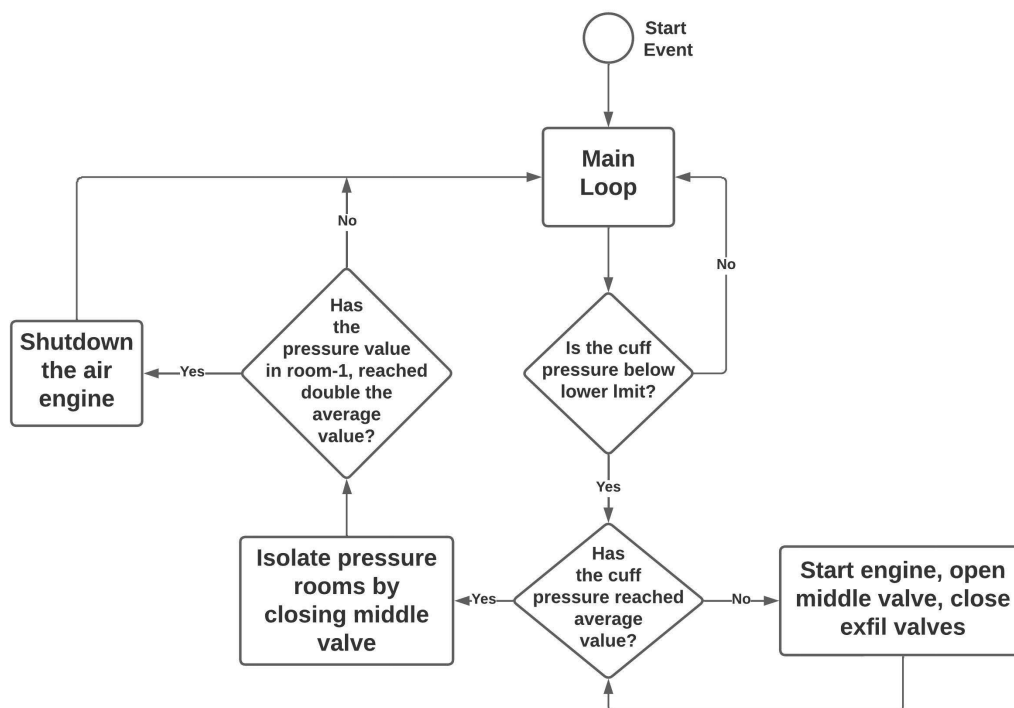 Start
Event
Main
Loop
No
No
Has
the
pressure value
in room-1, reached
double the
average
value?
Shutdown
the air
engine
Yes
Is the cuff
pressure below
lower lmit?
Yes
Isolate pressure
rooms by
closing middle
valve
Yes
Has
the cuff
pressure reached
average
value?
No
Start engine, open
middle valve, close
exfil valves